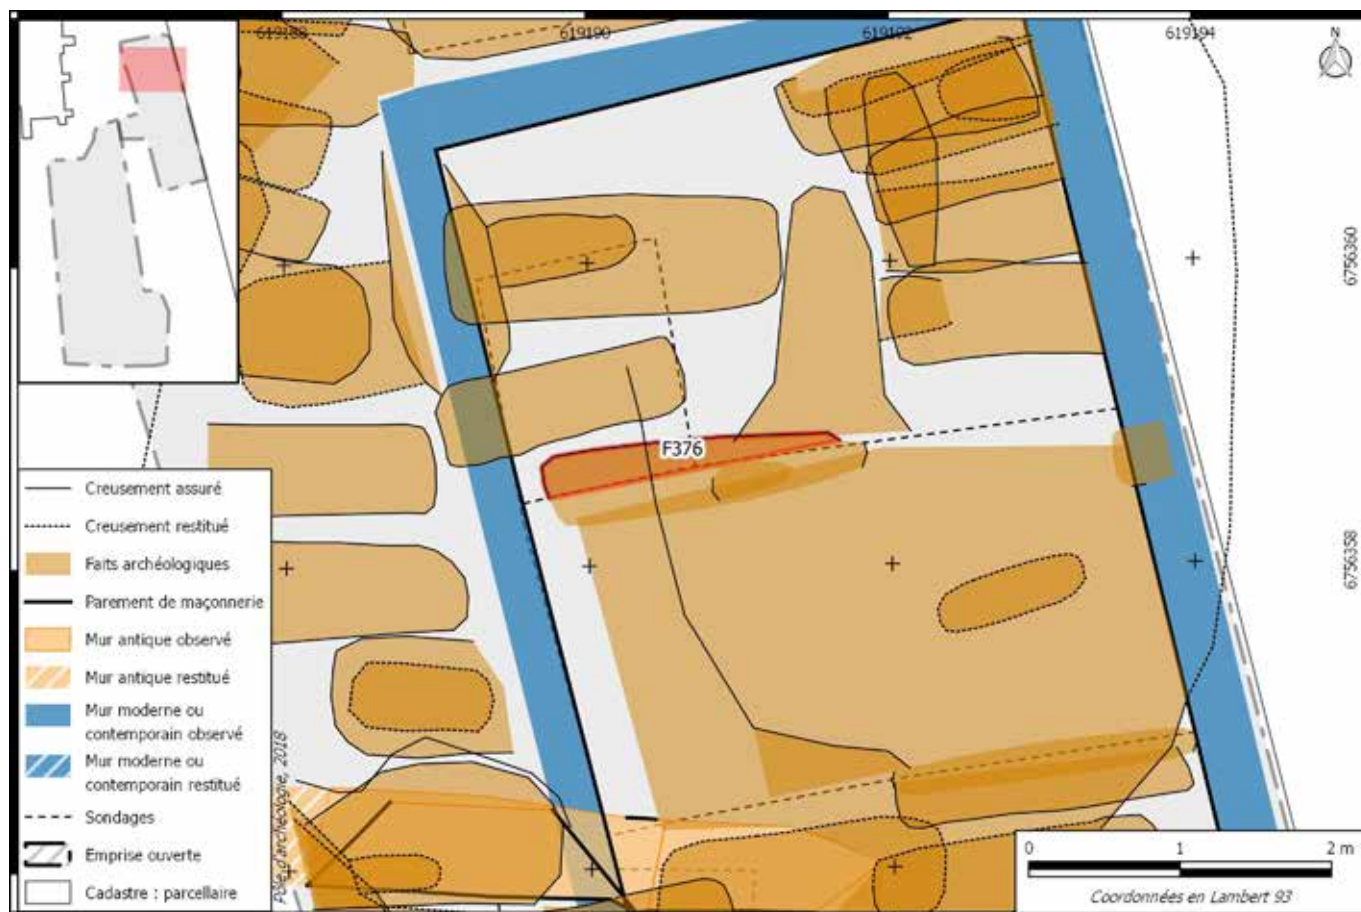 619188
619190
619192
619194
N
6756360
6756358
F376
Creusement assuré
Creusement restitué
Faits archéologiques
Parement de maçonnerie
Mur antique observé
Mur antique restitué
Mur moderne ou
contemporain observé
Mur moderne ou
contemporain restitué
Sondages
Emprise ouverte
Cadastre : parcellaire
Pôle d'archéologie, 2018
0 1 2 m
Coordonnées en Lambert 93